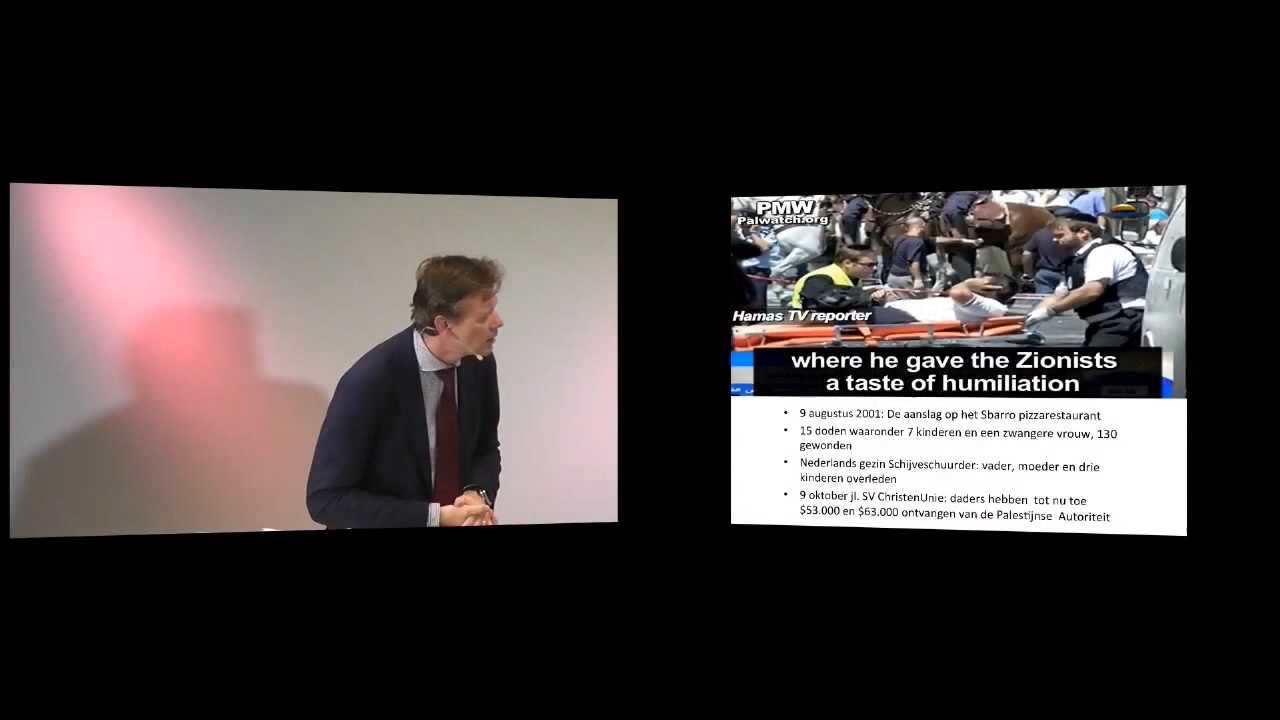 PMW
Palwatch.org
Hamas TV reporter
where he gave the Zionists
a taste of humiliation
• 9 augustus 2001: De aanslag op het Sbarro pizzarestaurant
• 15 doden waaronder 7 kinderen en een zwangere vrouw, 130
gewonden
• Nederlands gezin Schijveschuurder: vader, moeder en drie
kinderen overleden
• 9 oktober jl. SV ChristenUnie: daders hebben tot nu toe
$53.000 en $63.000 ontvangen van de Palestijnse Autoriteit